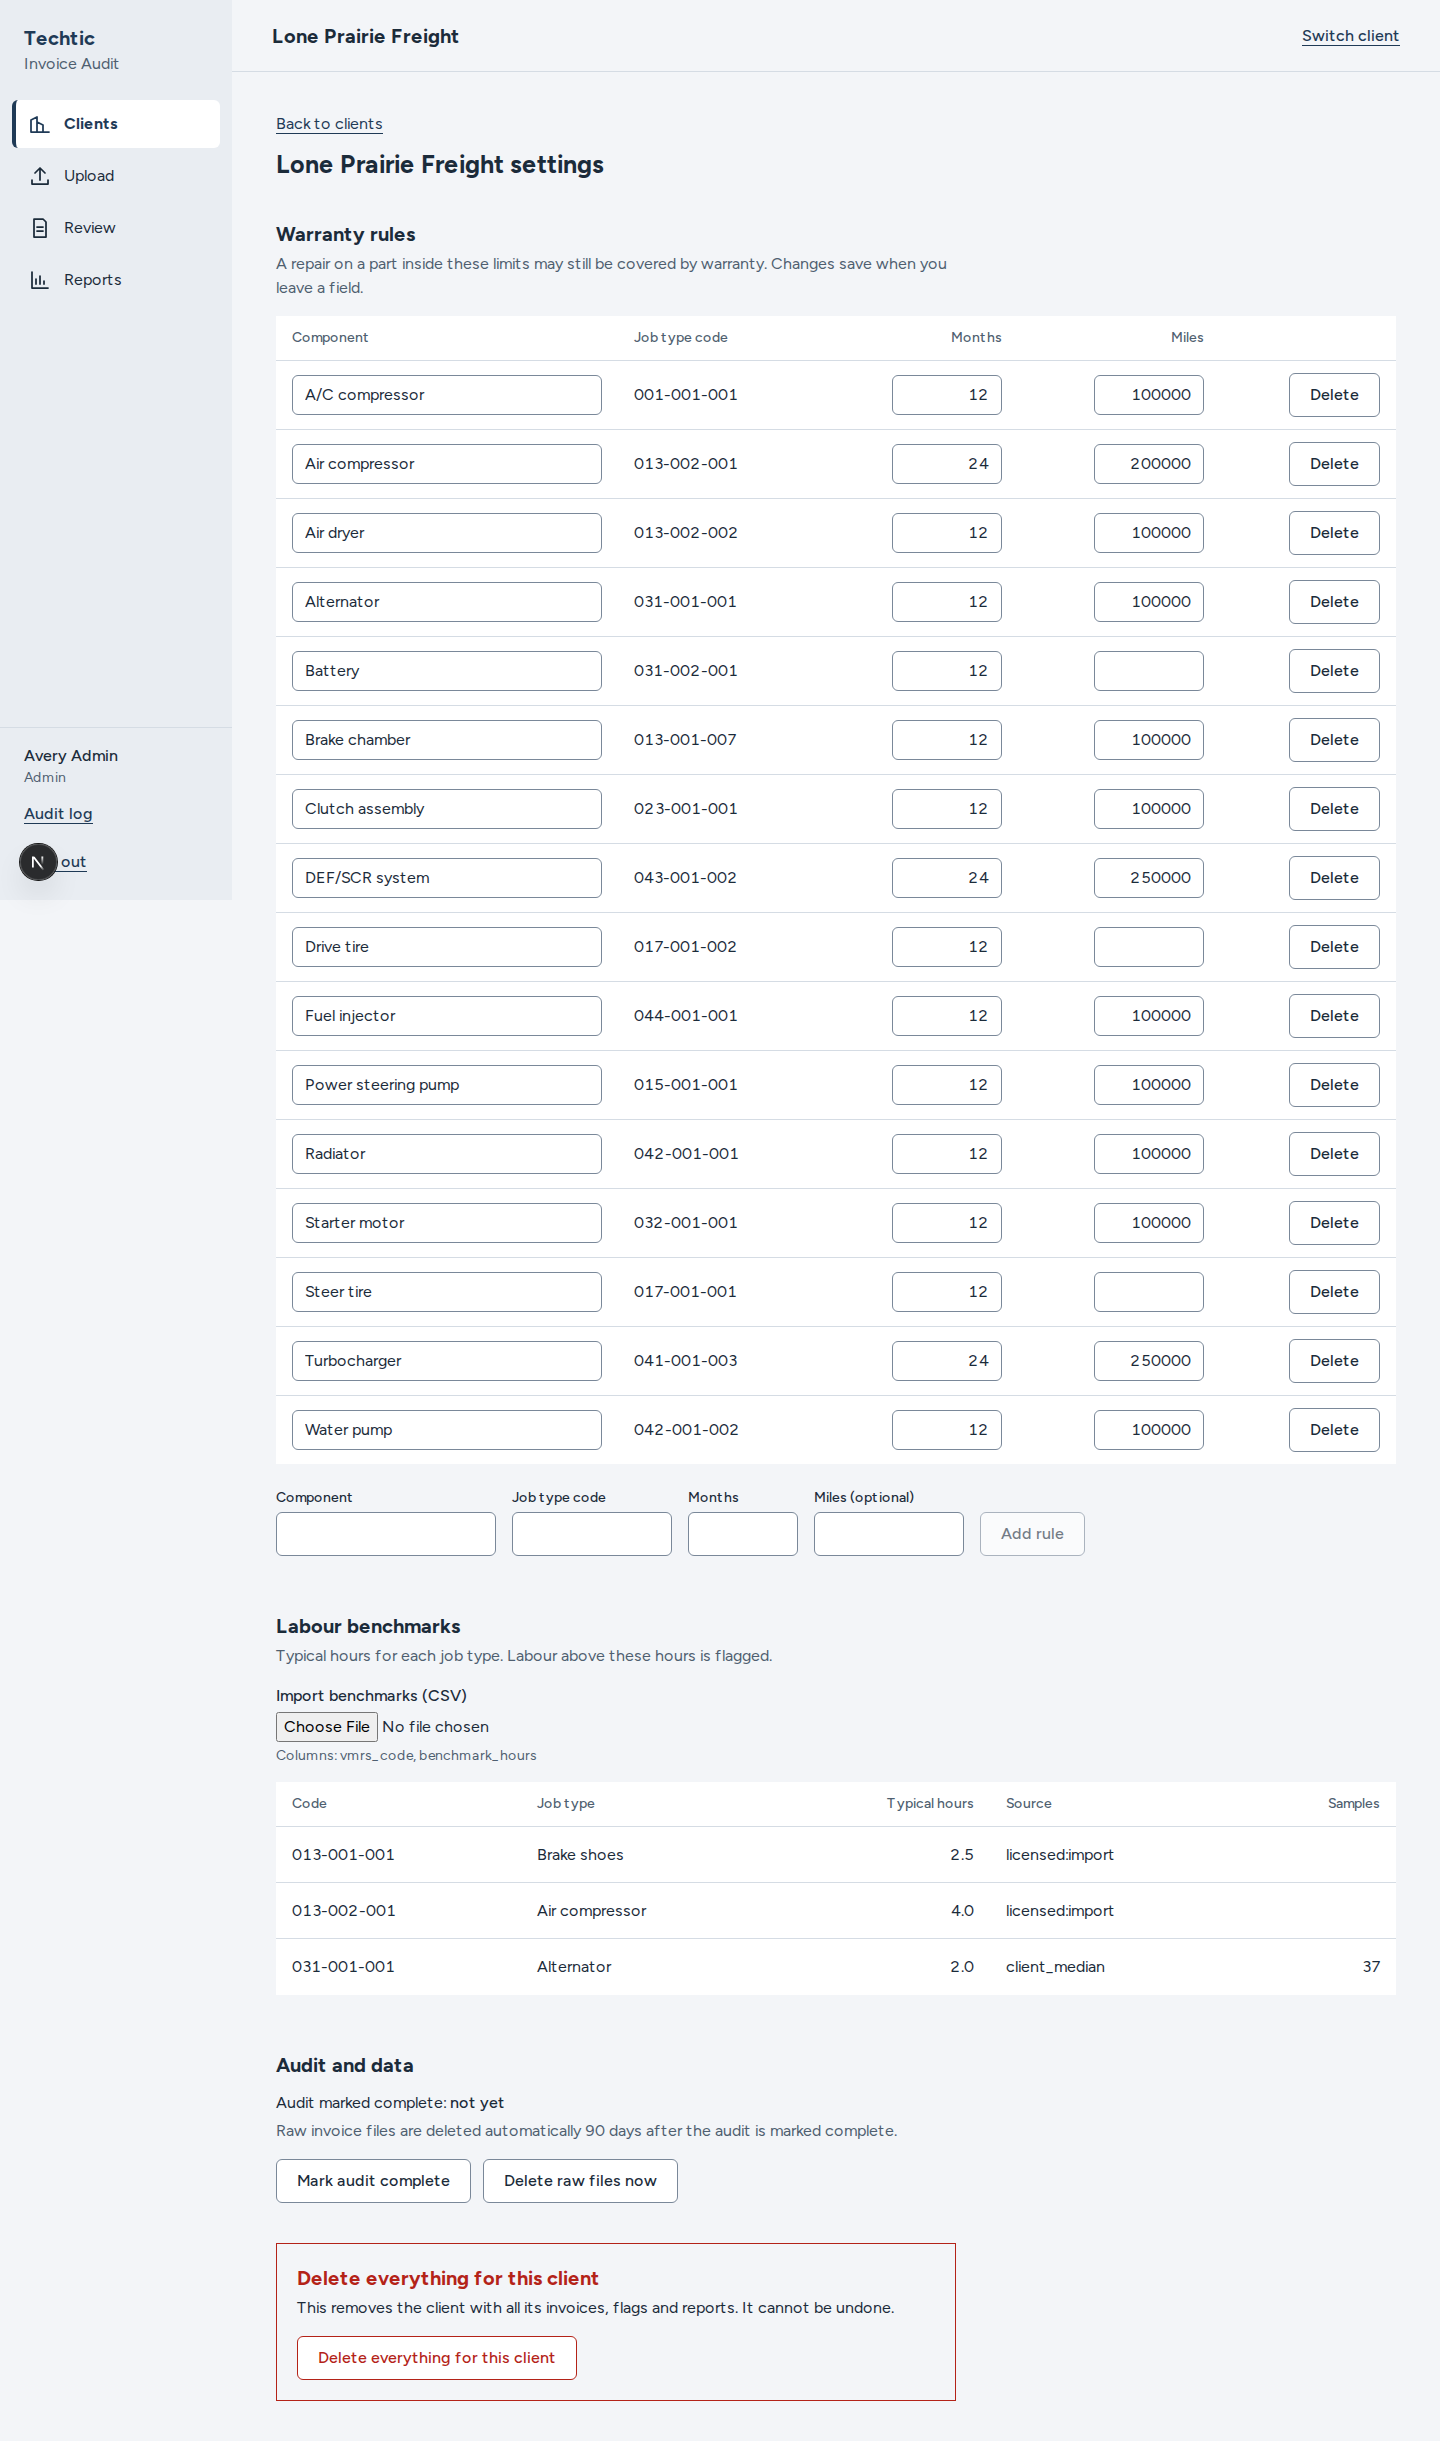 Techtic
Invoice Audit
Clients
Upload
Review
Reports
Avery Admin
Admin
Audit log
out
Lone Prairie Freight
Switch client
Back to clients
Lone Prairie Freight settings
Warranty rules
A repair on a part inside these limits may still be covered by warranty. Changes save when you
leave a field.
Component Job type code Months Miles
A/C compressor 001-001-001 12 100000 Delete
Air compressor 013-002-001 24 200000 Delete
Air dryer 013-002-002 12 100000 Delete
Alternator 031-001-001 12 100000 Delete
Battery 031-002-001 12 Delete
Brake chamber 013-001-007 12 100000 Delete
Clutch assembly 023-001-001 12 100000 Delete
DEF/SCR system 043-001-002 24 250000 Delete
Drive tire 017-001-002 12 Delete
Fuel injector 044-001-001 12 100000 Delete
Power steering pump 015-001-001 12 100000 Delete
Radiator 042-001-001 12 100000 Delete
Starter motor 032-001-001 12 100000 Delete
Steer tire 017-001-001 12 Delete
Turbocharger 041-001-003 24 250000 Delete
Water pump 042-001-002 12 100000 Delete
Component Job type code Months Miles (optional)
Add rule
Labour benchmarks
Typical hours for each job type. Labour above these hours is flagged.
Import benchmarks (CSV)
Choose File No file chosen
Columns: vmrs_code, benchmark_hours
Code Job type Typical hours Source Samples
013-001-001 Brake shoes 2.5 licensed:import
013-002-001 Air compressor 4.0 licensed:import
031-001-001 Alternator 2.0 client_median 37
Audit and data
Audit marked complete: not yet
Raw invoice files are deleted automatically 90 days after the audit is marked complete.
Mark audit complete Delete raw files now
Delete everything for this client
This removes the client with all its invoices, flags and reports. It cannot be undone.
Delete everything for this client